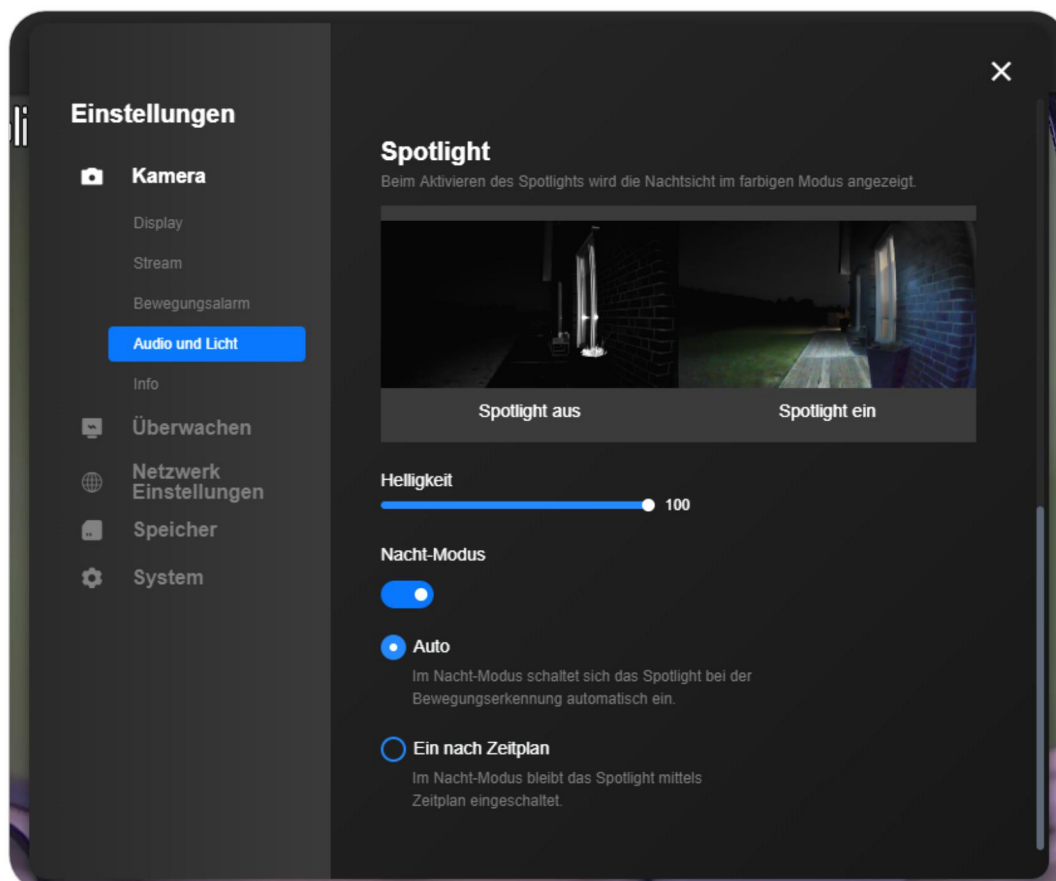 Einstellungen
Kamera
Display
Stream
Bewegungsalarm
Audio und Licht
Info
Überwachen
Netzwerk
Einstellungen
Speicher
System
Spotlight
Beim Aktivieren des Spotlights wird die Nachtsicht im farbigen Modus angezeigt.
Spotlight aus
Spotlight ein
Helligkeit
100
Nacht-Modus
Auto
Im Nacht-Modus schaltet sich das Spotlight bei der
Bewegungserkennung automatisch ein.
Ein nach Zeitplan
Im Nacht-Modus bleibt das Spotlight mittels
Zeitplan eingeschaltet.